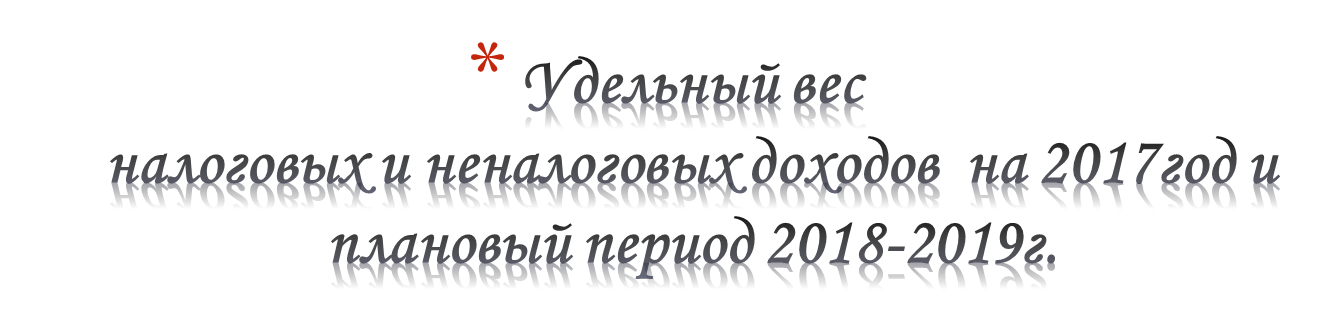 * Удельный вес
налоговых и неналоговых доходов на 2017год и
плановый период 2018-2019г.